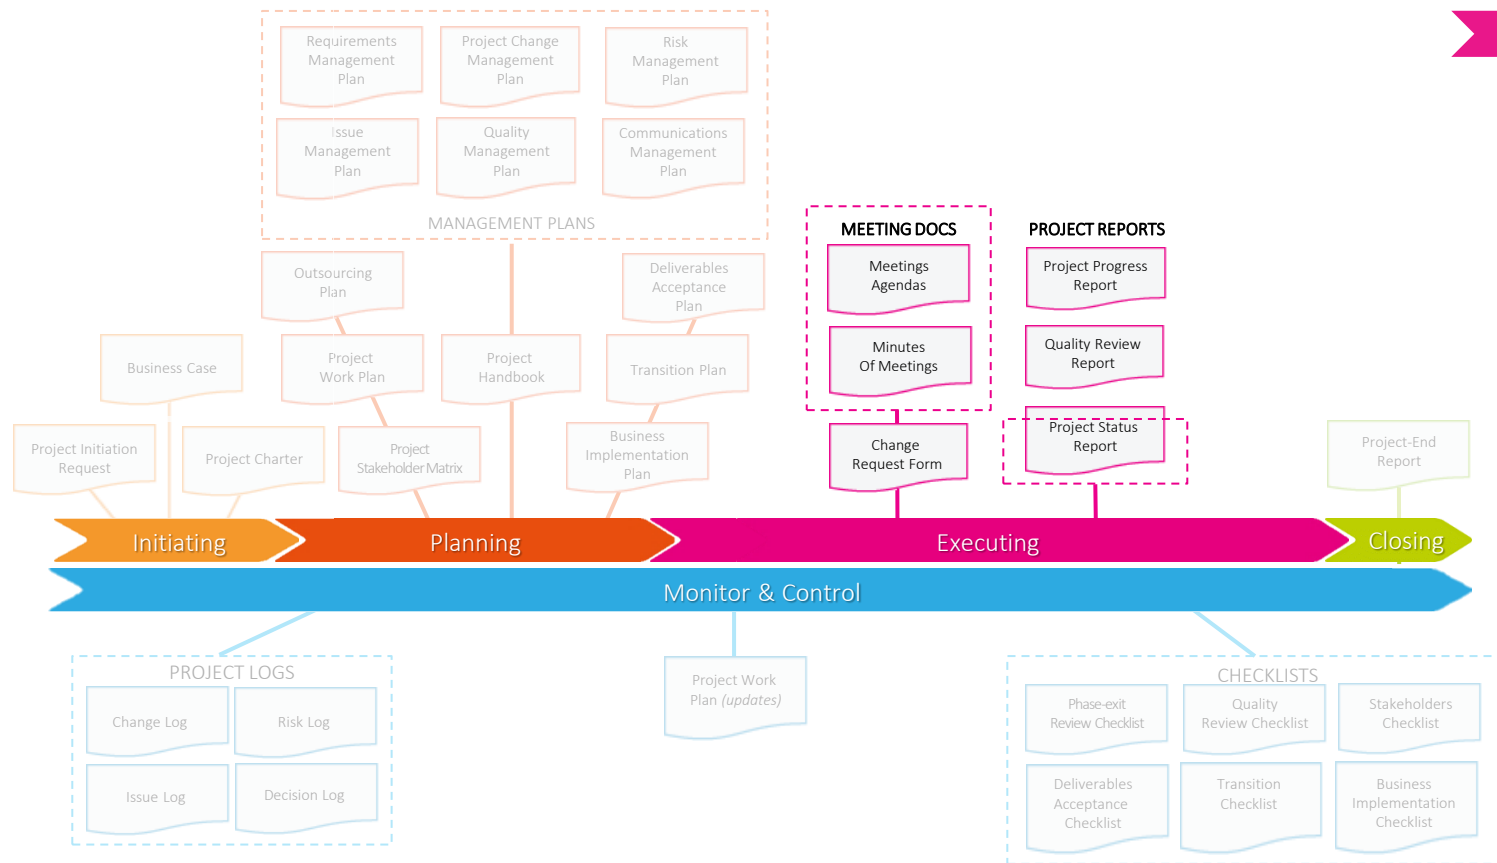 Requirements
Management
Plan
Project Change
Management
Plan
Risk
Management
Plan
Issue
Management
Plan
Quality
Management
Plan
Communications
Management
Plan
MANAGEMENT PLANS
Outsourcing
Plan
Deliverables
Acceptance
Plan
Business Case
Project
Work Plan
Project
Handbook
Transition Plan
Project Initiation
Request
Project Charter
Project
Stakeholder Matrix
Business
Implementation
Plan
MEETING DOCS
Meetings
Agendas
Minutes
Of Meetings
Change
Request Form
PROJECT REPORTS
Project Progress
Report
Quality Review
Report
Project Status
Report
Project-End
Report
Initiating
Planning
Executing
Closing
Monitor & Control
PROJECT LOGS
Change Log
Risk Log
Issue Log
Decision Log
Project Work
Plan (updates)
CHECKLISTS
Phase-exit
Review Checklist
Quality
Review Checklist
Stakeholders
Checklist
Deliverables
Acceptance
Checklist
Transition
Checklist
Business
Implementation
Checklist